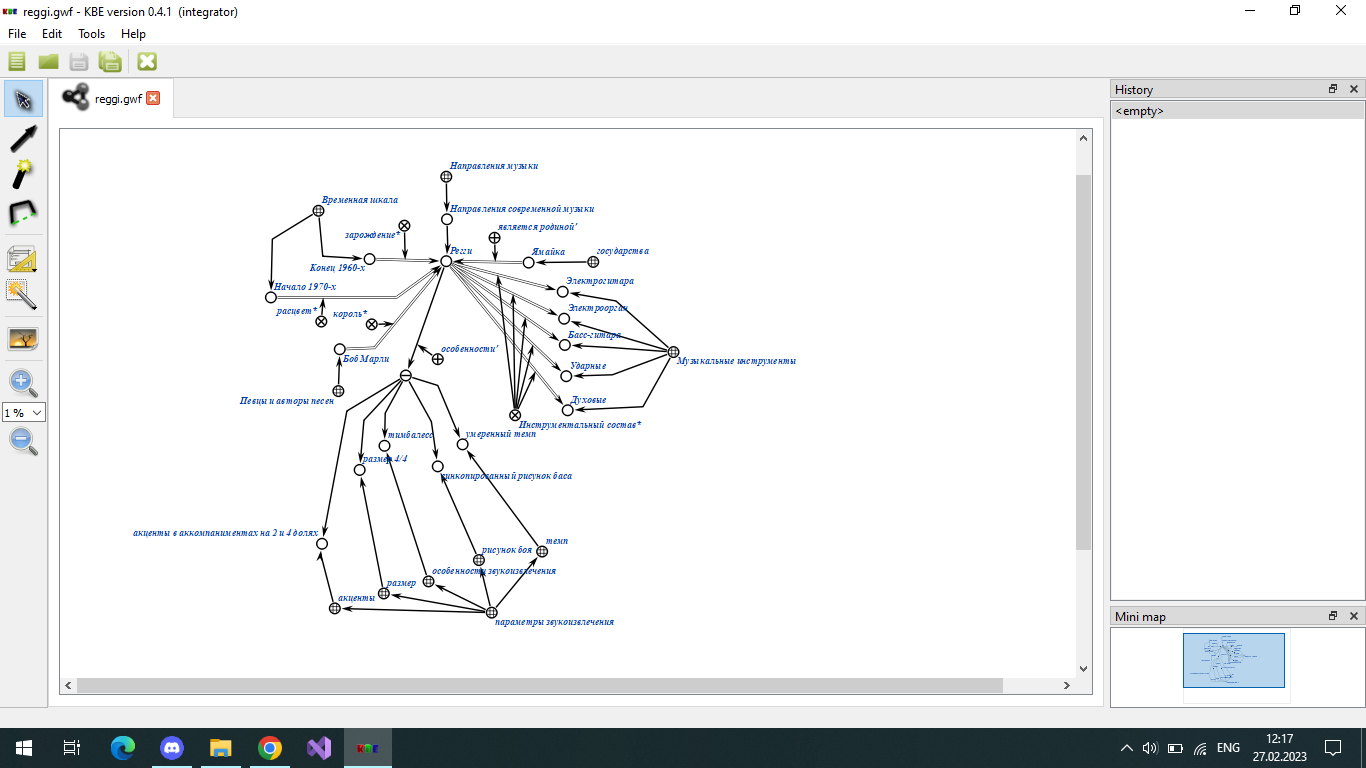 reggi.gwf - KBE version 0.4.1 (integrator)
File Edit Tools Help
reggi.gwf
History
<empty>
Направления музыки
Временная шкала
Направления современной музыки
является родиной'
зарождение*
Регги
Ямайка
государства
Конец 1960-х
Электрогитара
Начало 1970-х
расцвет*
король*
Электроорган
Басс-гитара
особенности'
Боб Марли
Музыкальные инструменты
Ударные
Певцы и авторы песен
Духовые
Инструментальный состав*
тимбалесс
умеренный темп
размер 4/4
синкопированный рисунок баса
акценты в аккомпаниментах на 2 и 4 долях
темп
рисунок боя
особенности звукоизвлечения
размер
акценты
параметры звукоизвлечения
1 %
Mini map
KBE
ENG
12:17
27.02.2023